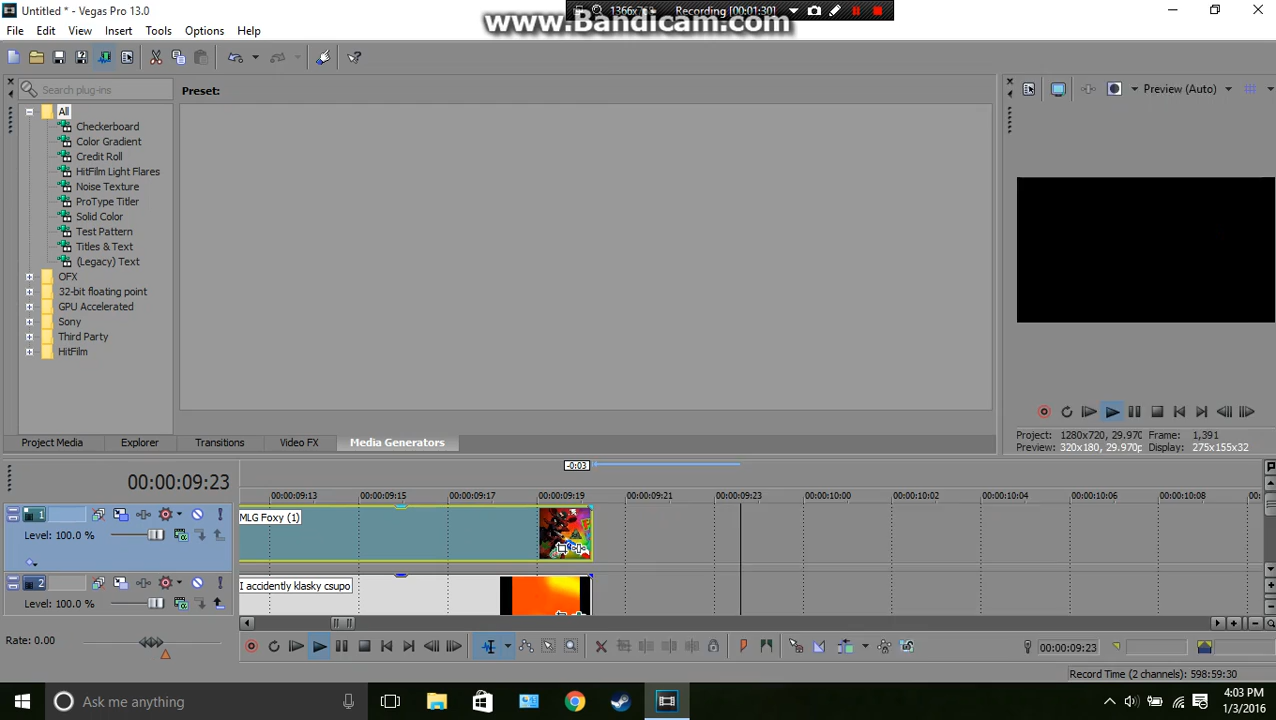 Untitled * - Vegas Pro 13.0
1366x768
Recording [00:01:30]
www.Bandicam.com
File Edit View Insert Tools Options Help
Search plug-ins
Preset:
Preview (Auto)
All
Checkerboard
Color Gradient
Credit Roll
HitFilm Light Flares
Noise Texture
ProType Titler
Solid Color
Test Pattern
Titles & Text
(Legacy) Text
OFX
32-bit floating point
GPU Accelerated
Sony
Third Party
HitFilm
Project Media Explorer Transitions Video FX Media Generators
Project: 1280x720, 29.970 Frame: 1,391
Preview: 320x180, 29.970p Display: 275x155x32
00:00:09:23
-0:03
00:00:09:13 00:00:09:15 00:00:09:17 00:00:09:19 00:00:09:21 00:00:09:23 00:00:10:00 00:00:10:02 00:00:10:04 00:00:10:06 00:00:10:08 00:00:
1
MLG Foxy (1)
Level: 100.0 %
2
I accidently klasky csupo
Level: 100.0 %
Rate: 0.00
00:00:09:23
Record Time (2 channels): 598:59:30
Ask me anything
4:03 PM
1/3/2016